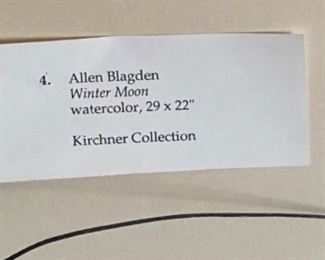 4. Allen Blagden
Winter Moon
watercolor, 29 x 22"
Kirchner Collection